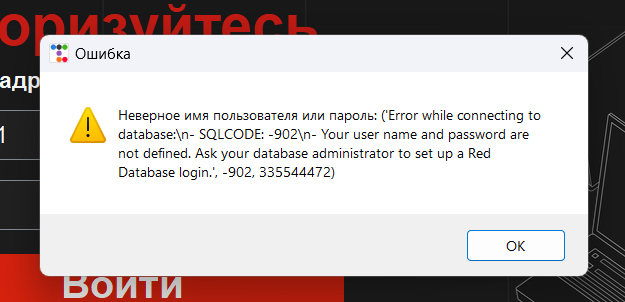 оризуйтесь
Ошибка
адр
Неверное имя пользователя или пароль: ('Error while connecting to
database:\n- SQLCODE: -902\n- Your user name and password are
not defined. Ask your database administrator to set up a Red
Database login.', -902, 335544472)
1
OK
Войти